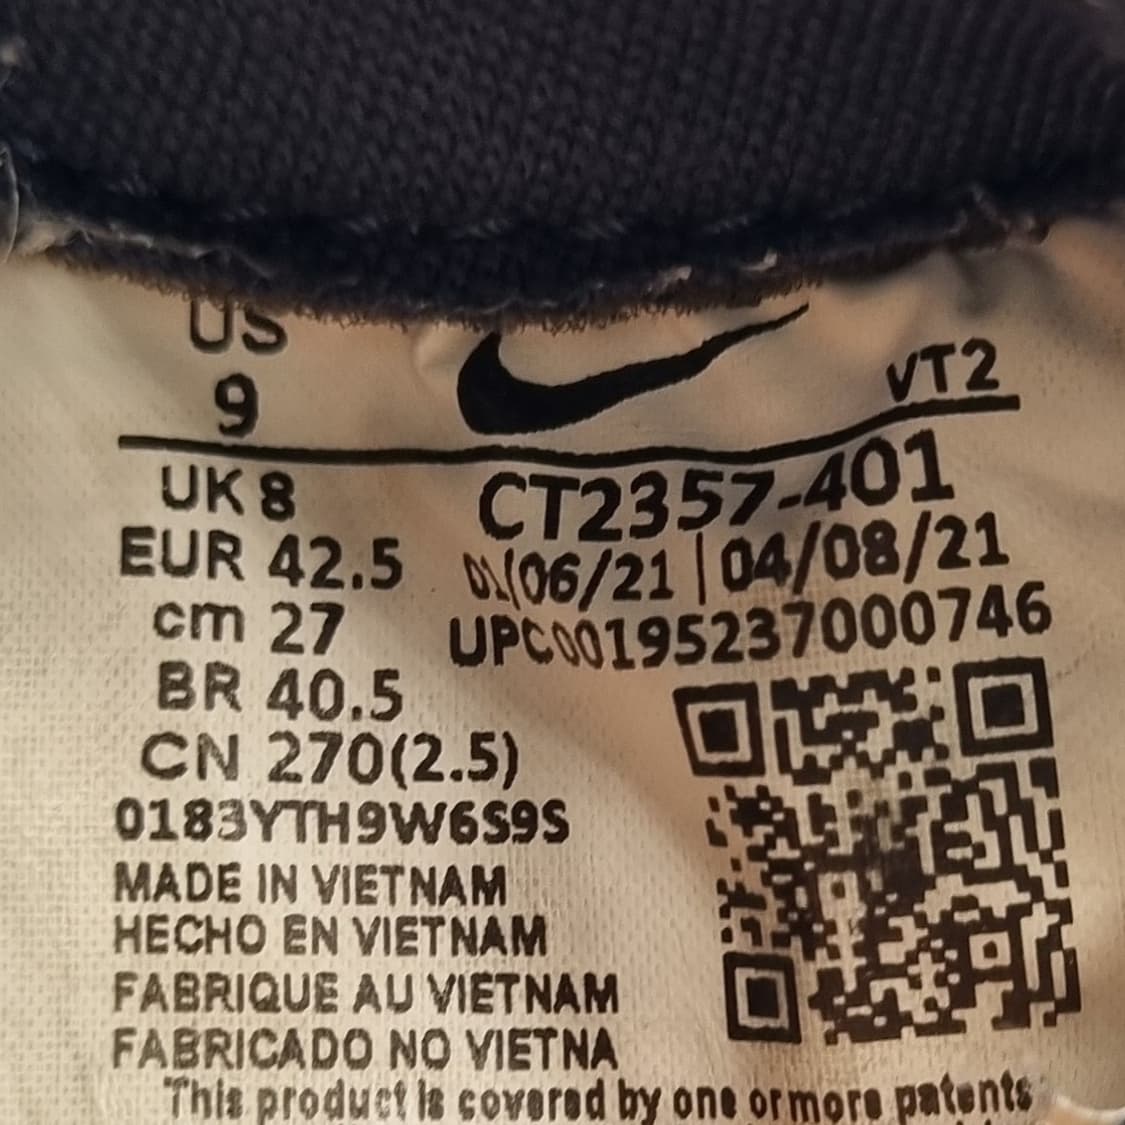 US
9
VT2
UK 8
EUR 42.5
cm 27
BR 40.5
CN 270(2.5)
CT2357-401
01/06/21 | 04/08/21
UPC00195237000746
0183YTH9W6S9S
MADE IN VIETNAM
HECHO EN VIETNAM
FABRIQUE AU VIETNAM
FABRICADO NO VIETNA
This product is covered by one or more patents